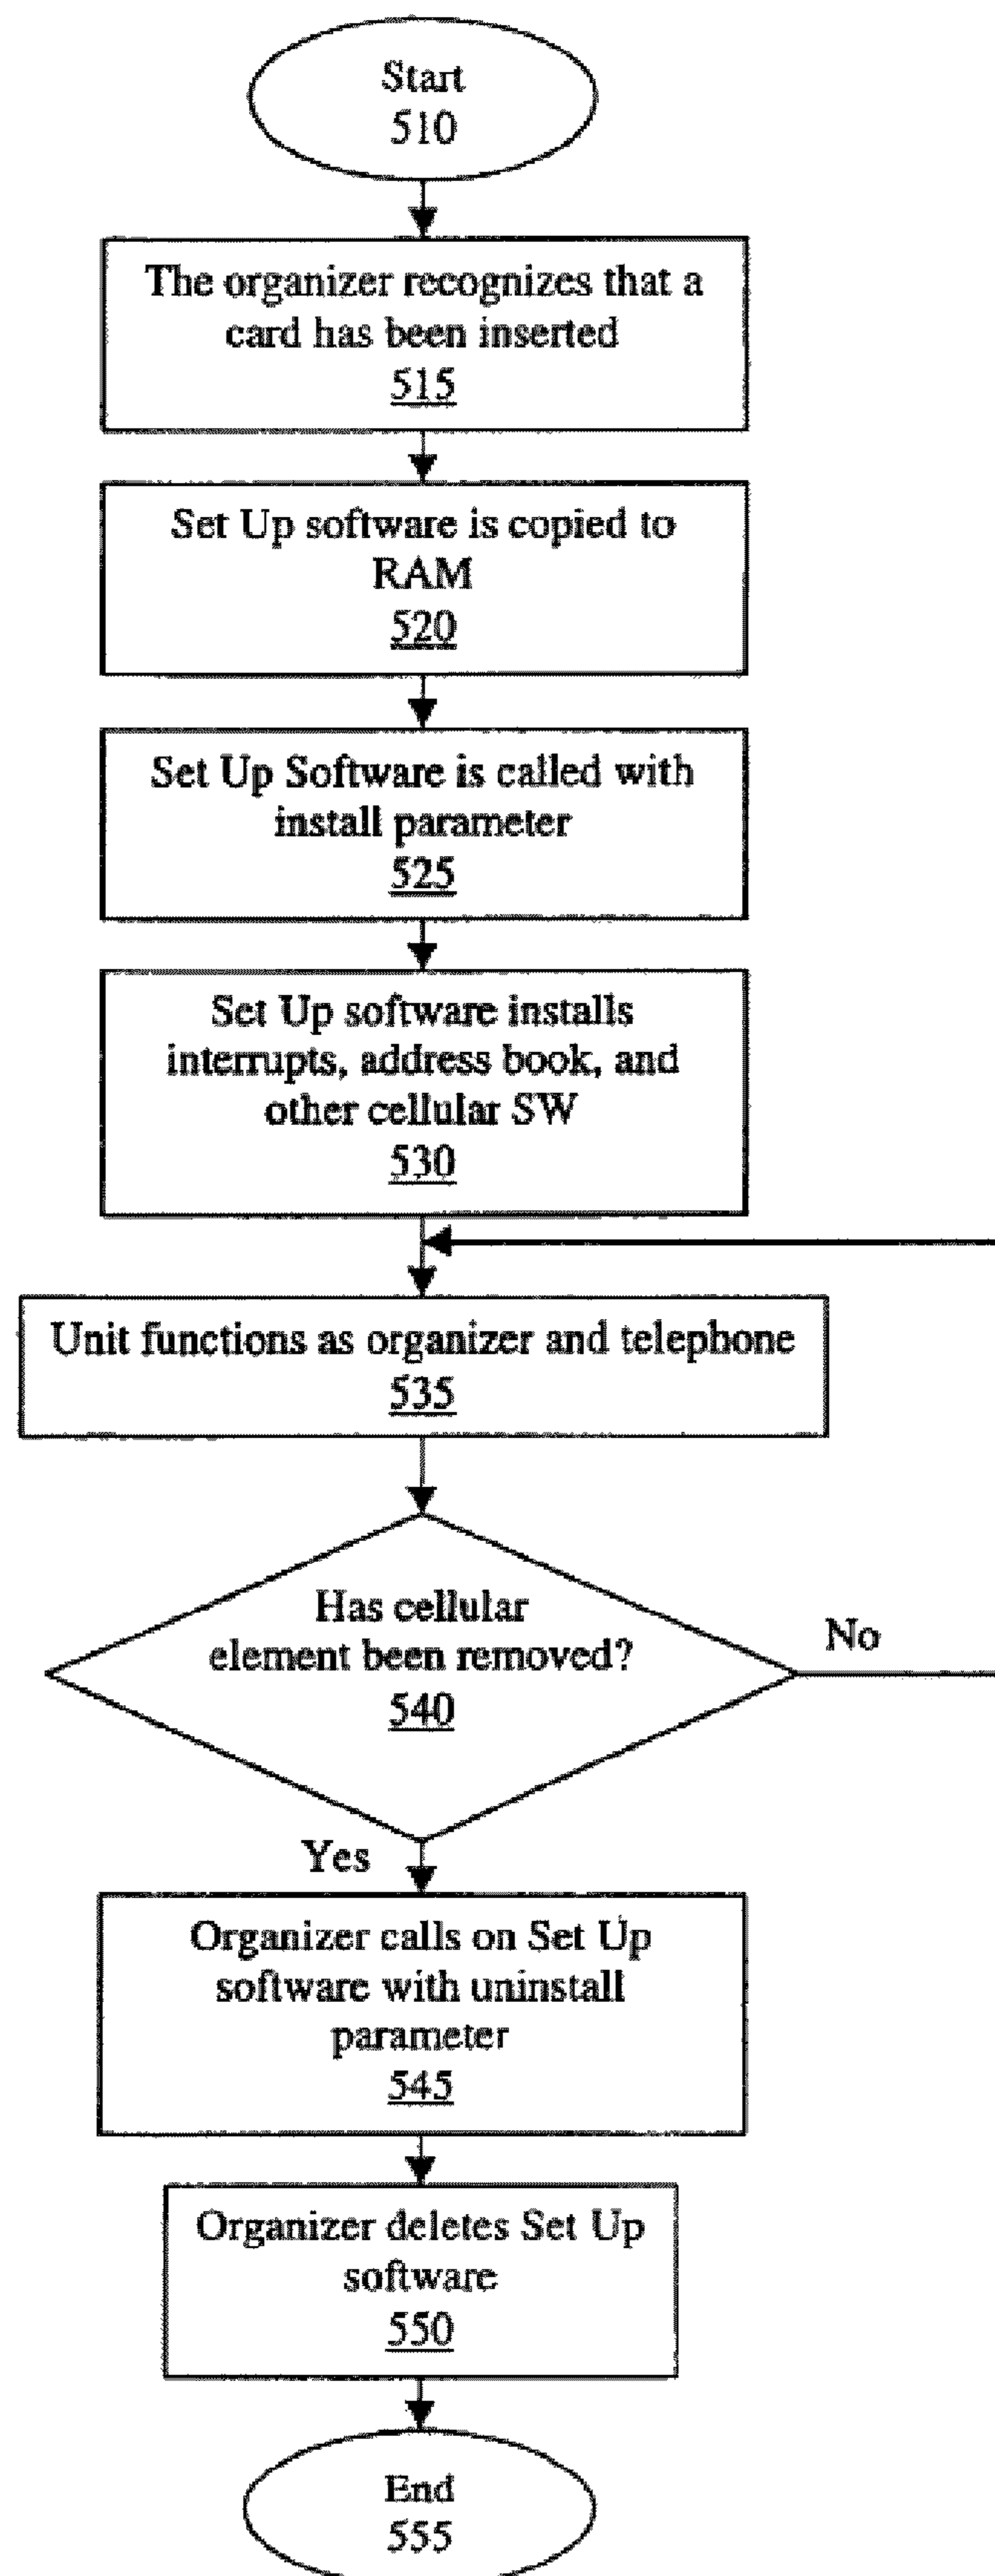 Start
510
The organizer recognizes that a
card has been inserted
515
Set Up software is copied to
RAM
520
Set Up Software is called with
install parameter
525
Set Up software installs
interrupts, address book, and
other cellular SW
530
Unit functions as organizer and telephone
535
Has cellular
element been removed?
540
No
Yes
Organizer calls on Set Up
software with uninstall
parameter
545
Organizer deletes Set Up
software
550
End
555